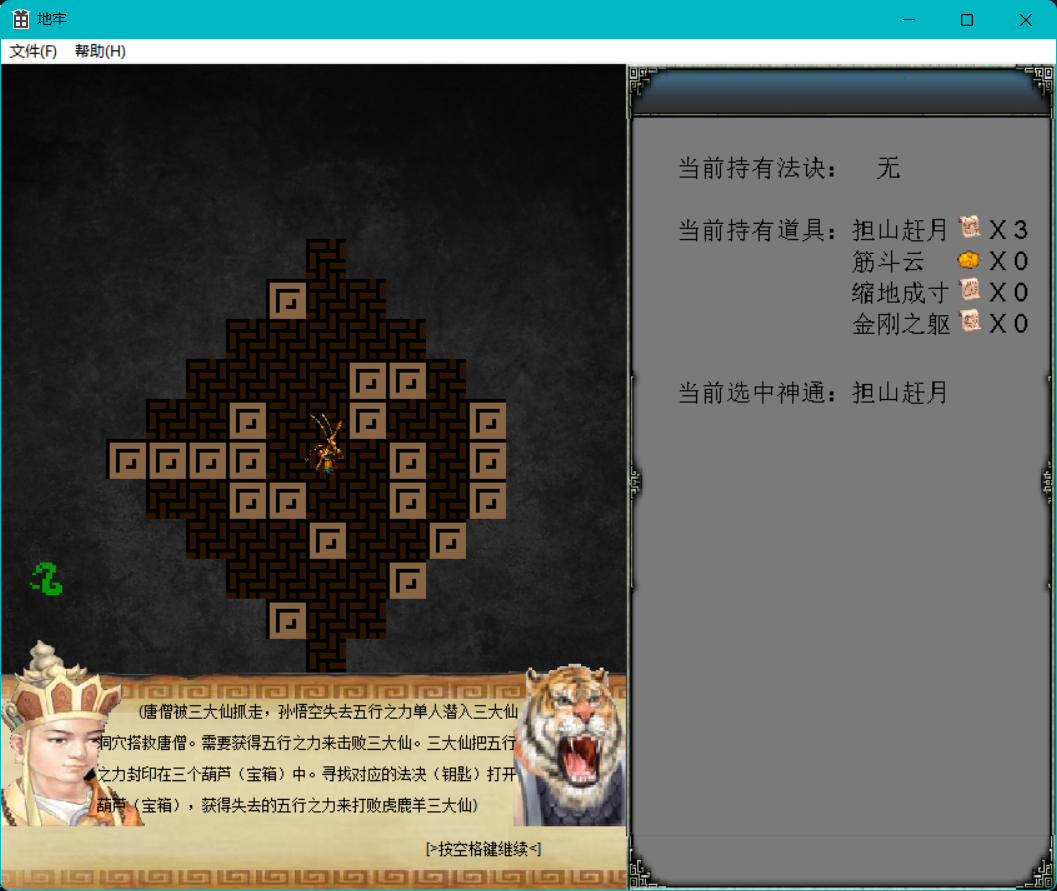 地牢
文件(F) 帮助(H)
当前持有法诀： 无
当前持有道具：担山赶月 X 3
筋斗云 X 0
缩地成寸 X 0
金刚之躯 X 0
当前选中神通：担山赶月
(唐僧被三大仙抓走，孙悟空失去五行之力单人潜入三大仙
洞穴搭救唐僧。需要获得五行之力来击败三大仙。三大仙把五行
之力封印在三个葫芦（宝箱）中。寻找对应的法决（钥匙）打开
葫芦（宝箱），获得失去的五行之力来打败虎鹿羊三大仙)
[>按空格键继续<]